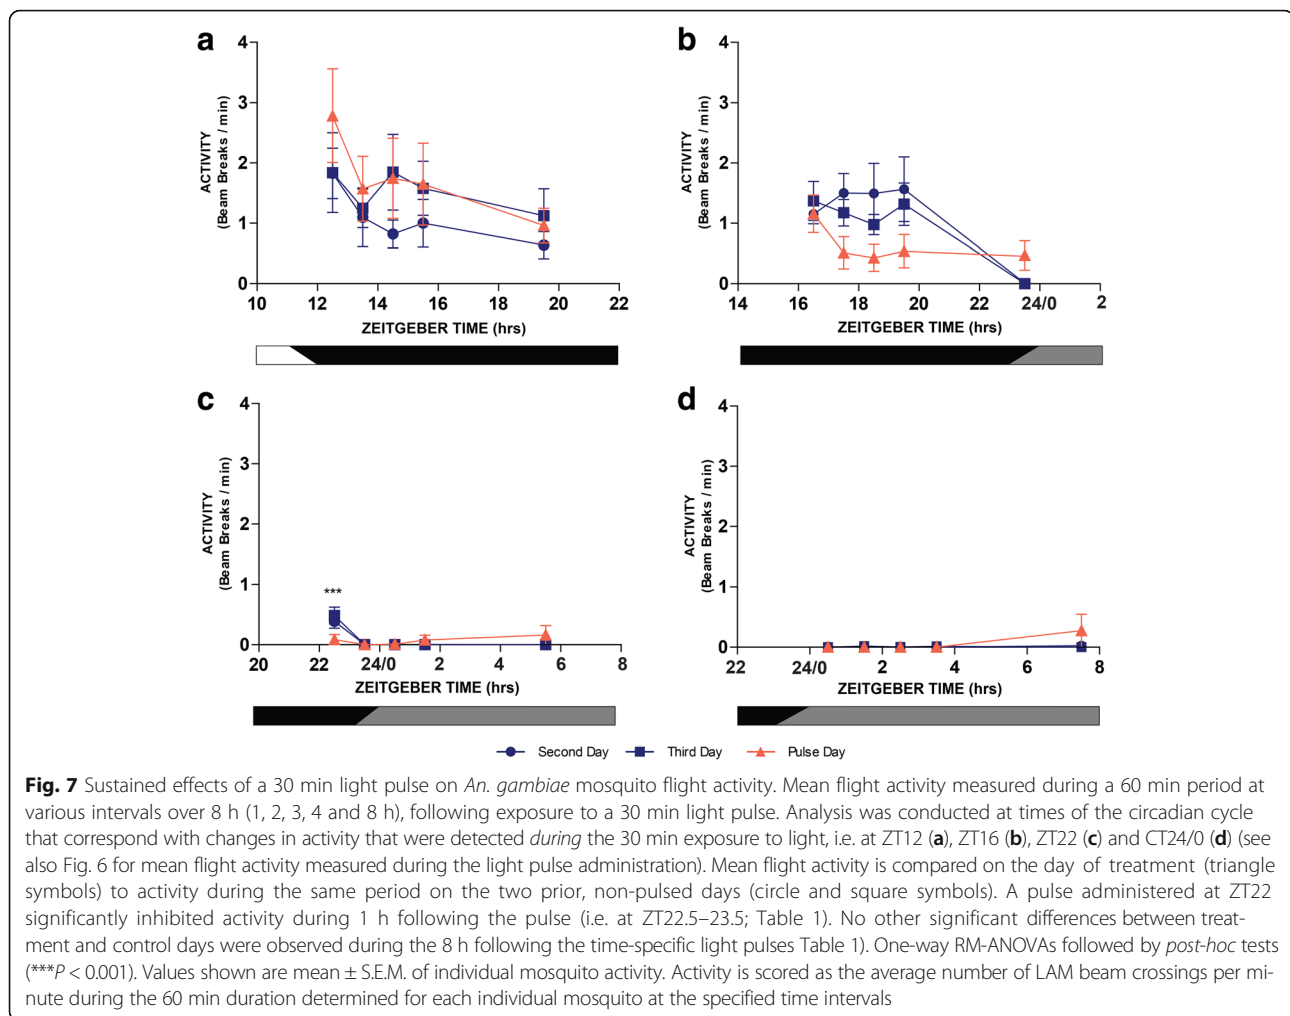 a
4
3
2
1
0
ACTIVITY
(Beam Breaks / min)
10 12 14 16 18 20 22
ZEITGEBER TIME (hrs)
b
4
3
2
1
0
ACTIVITY
(Beam Breaks / min)
14 16 18 20 22 24/0 2
ZEITGEBER TIME (hrs)
c
4
3
2
1
0
ACTIVITY
(Beam Breaks / min)
***
20 22 24/0 2 4 6 8
ZEITGEBER TIME (hrs)
d
4
3
2
1
0
ACTIVITY
(Beam Breaks / min)
22 24/0 2 4 6 8
ZEITGEBER TIME (hrs)
Second Day Third Day Pulse Day
Fig. 7 Sustained effects of a 30 min light pulse on An. gambiae mosquito flight activity. Mean flight activity measured during a 60 min period at
various intervals over 8 h (1, 2, 3, 4 and 8 h), following exposure to a 30 min light pulse. Analysis was conducted at times of the circadian cycle
that correspond with changes in activity that were detected during the 30 min exposure to light, i.e. at ZT12 (a), ZT16 (b), ZT22 (c) and CT24/0 (d) (see
also Fig. 6 for mean flight activity measured during the light pulse administration). Mean flight activity is compared on the day of treatment (triangle
symbols) to activity during the same period on the two prior, non-pulsed days (circle and square symbols). A pulse administered at ZT22
significantly inhibited activity during 1 h following the pulse (i.e. at ZT22.5–23.5; Table 1). No other significant differences between treat-
ment and control days were observed during the 8 h following the time-specific light pulses Table 1). One-way RM-ANOVAs followed by post-hoc tests
(***P < 0.001). Values shown are mean ± S.E.M. of individual mosquito activity. Activity is scored as the average number of LAM beam crossings per mi-
nute during the 60 min duration determined for each individual mosquito at the specified time intervals